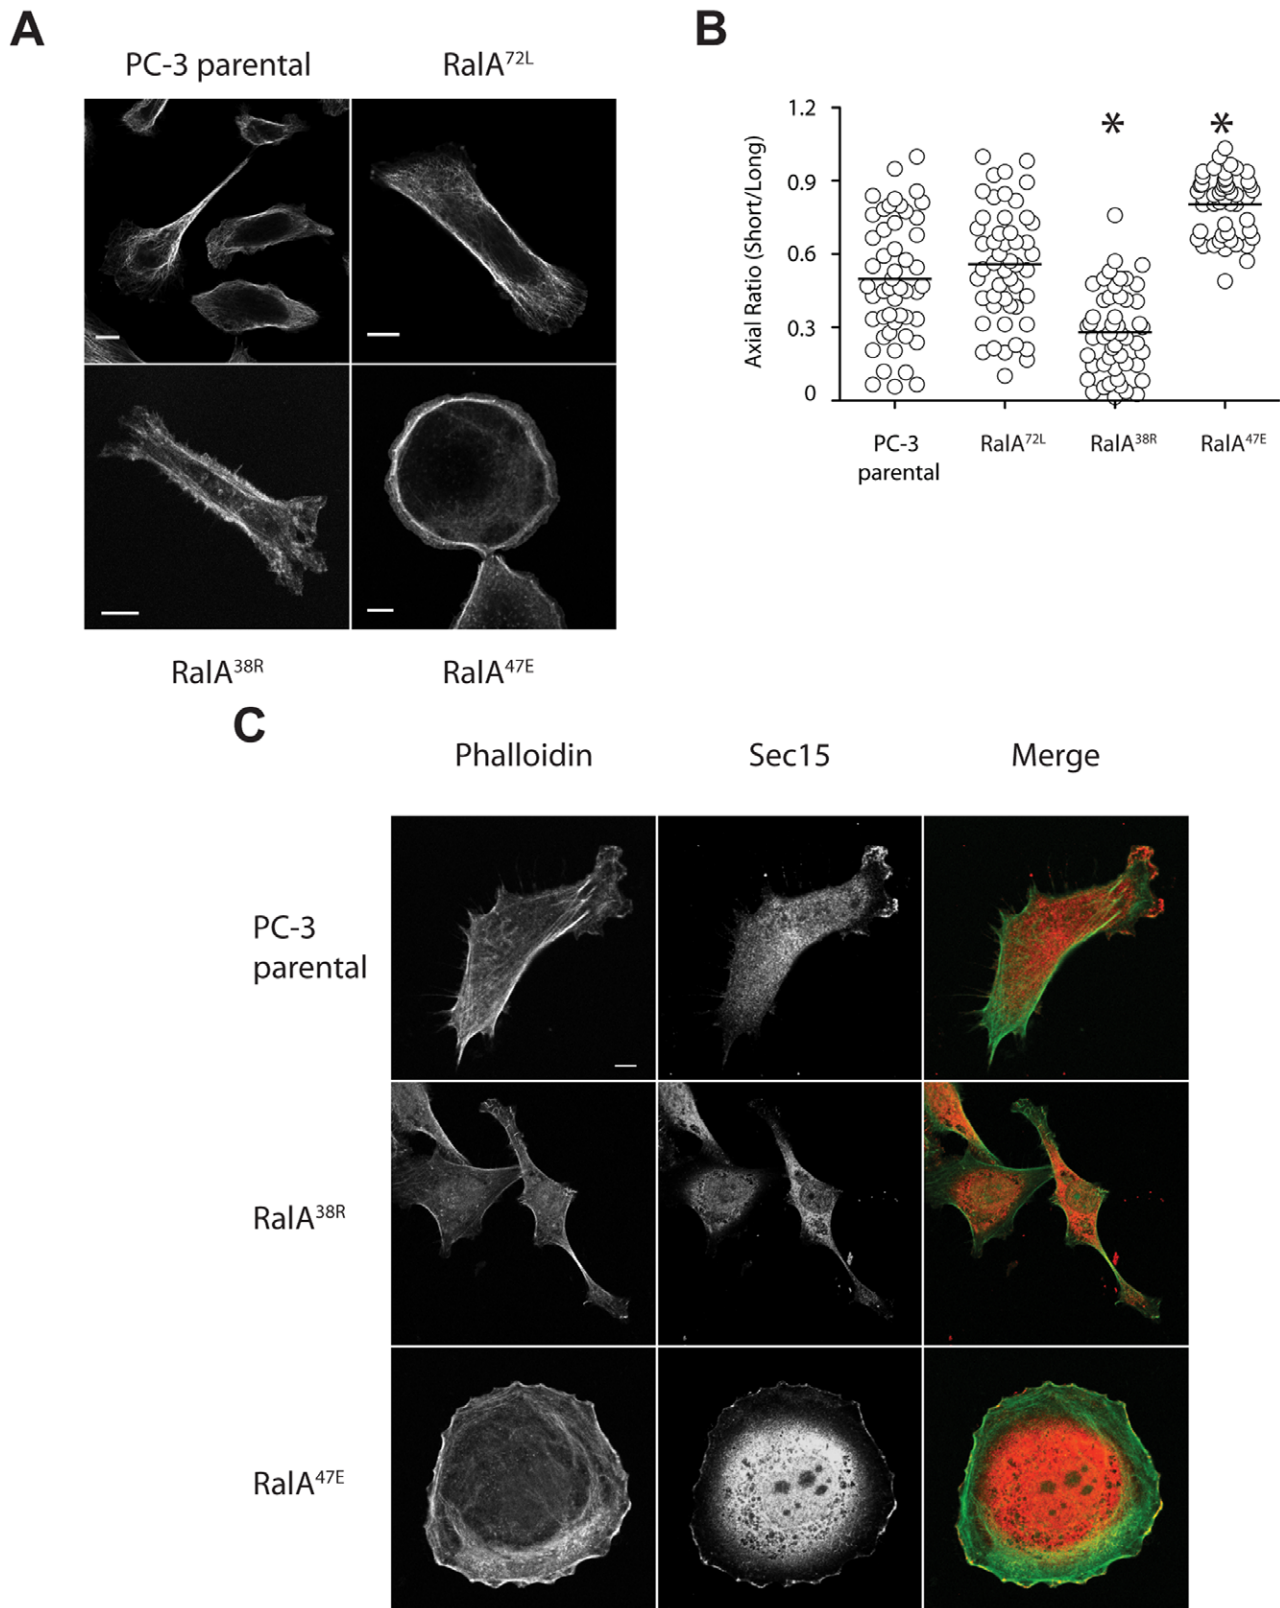 A
PC-3 parental
RalA72L
RalA38R
RalA47E
B
Axial Ratio (Short/Long)
1.2
0.9
0.6
0.3
0
*
*
PC-3
parental
RalA72L
RalA38R
RalA47E
C
Phalloidin
Sec15
Merge
PC-3
parental
RalA38R
RalA47E